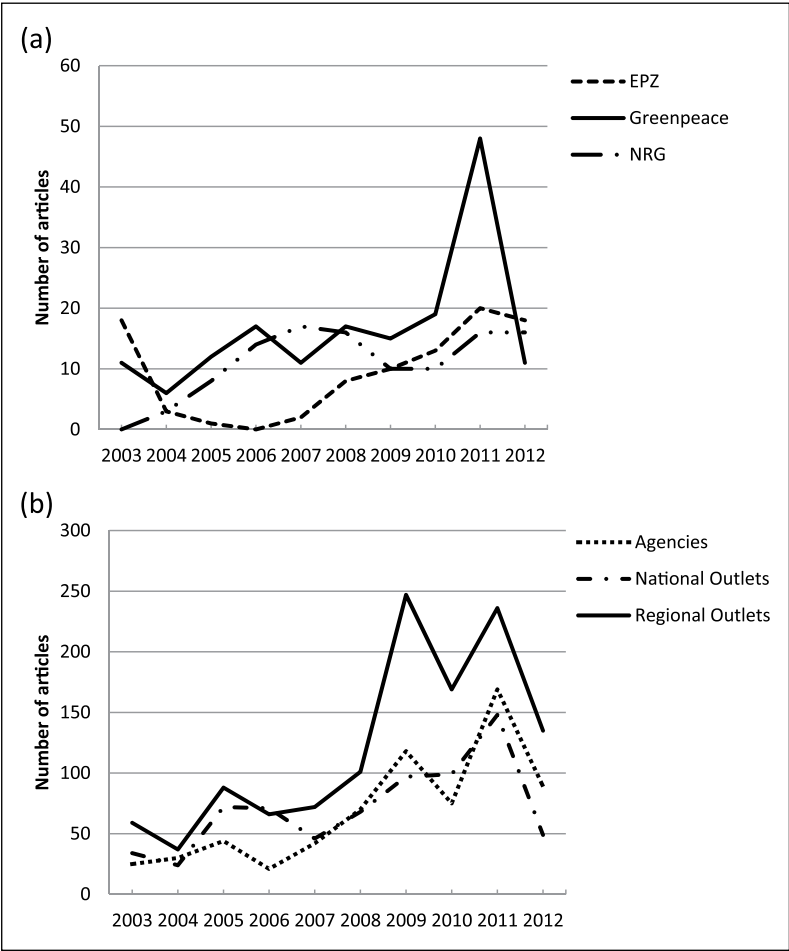 (a)
Number of articles
60
50
40
30
20
10
0
2003 2004 2005 2006 2007 2008 2009 2010 2011 2012
EPZ
Greenpeace
NRG
(b)
Number of articles
300
250
200
150
100
50
0
2003 2004 2005 2006 2007 2008 2009 2010 2011 2012
Agencies
National Outlets
Regional Outlets